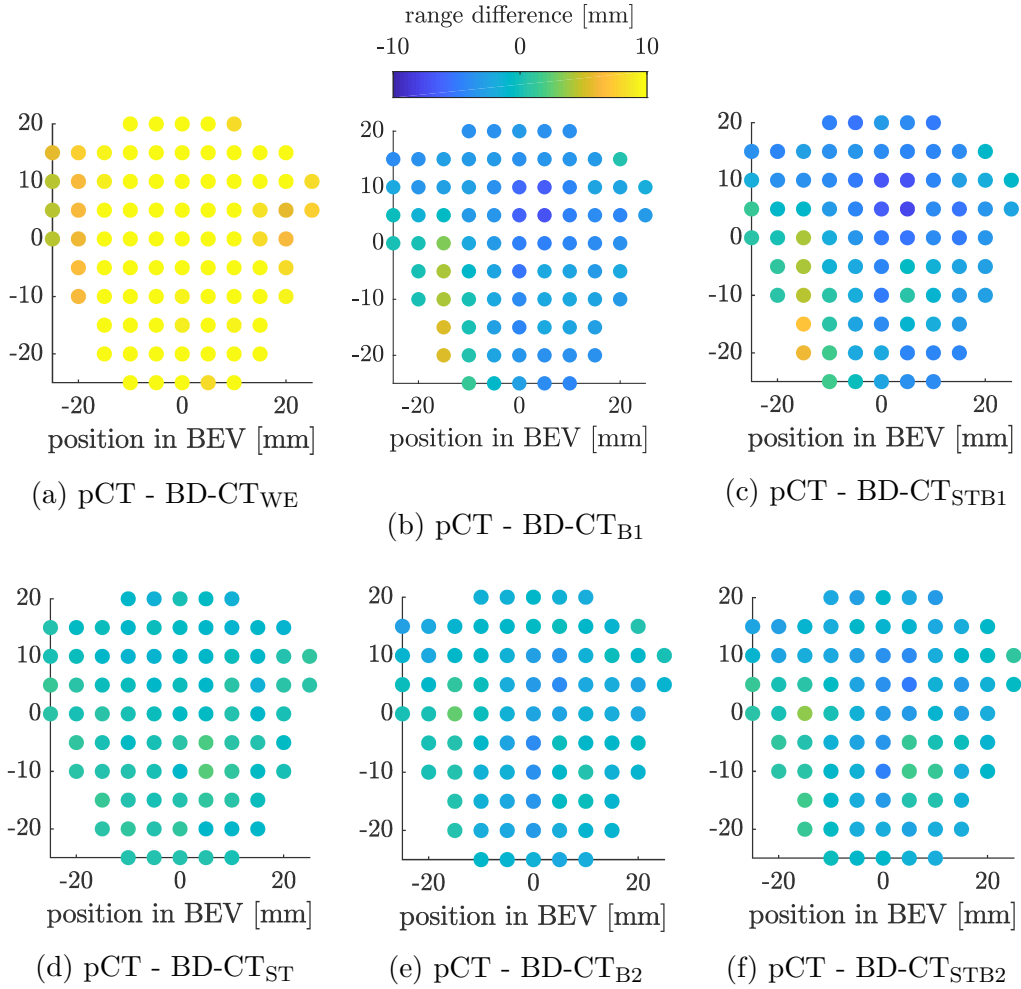 range difference [mm]
-10 0 10
20
10
0
-10
-20
-20 0 20
position in BEV [mm]
(a) pCT - BD-CT_WE
20
10
0
-10
-20
-20 0 20
position in BEV [mm]
(b) pCT - BD-CT_B1
20
10
0
-10
-20
-20 0 20
position in BEV [mm]
(c) pCT - BD-CT_STB1
20
10
0
-10
-20
-20 0 20
position in BEV [mm]
(d) pCT - BD-CT_ST
20
10
0
-10
-20
-20 0 20
position in BEV [mm]
(e) pCT - BD-CT_B2
20
10
0
-10
-20
-20 0 20
position in BEV [mm]
(f) pCT - BD-CT_STB2